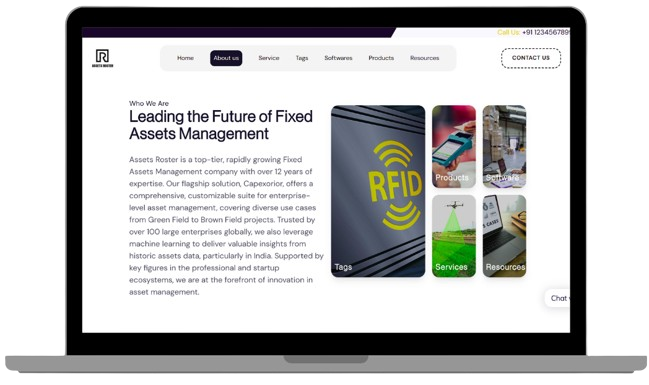 Call Us: +91 123456789
ASSETS ROSTER
Home
About us
Service
Tags
Softwares
Products
Resources
CONTACT US
Who We Are
Leading the Future of Fixed
Assets Management
Assets Roster is a top-tier, rapidly growing Fixed
Assets Management company with over 12 years of
expertise. Our flagship solution, Capexorior, offers a
comprehensive, customizable suite for enterprise-
level asset management, covering diverse use cases
from Green Field to Brown Field projects. Trusted by
over 100 large enterprises globally, we also leverage
machine learning to deliver valuable insights from
historic assets data, particularly in India. Supported by
key figures in the professional and startup
ecosystems, we are at the forefront of innovation in
asset management.
RFID
Tags
Products
Software
Services
Resources
Chat